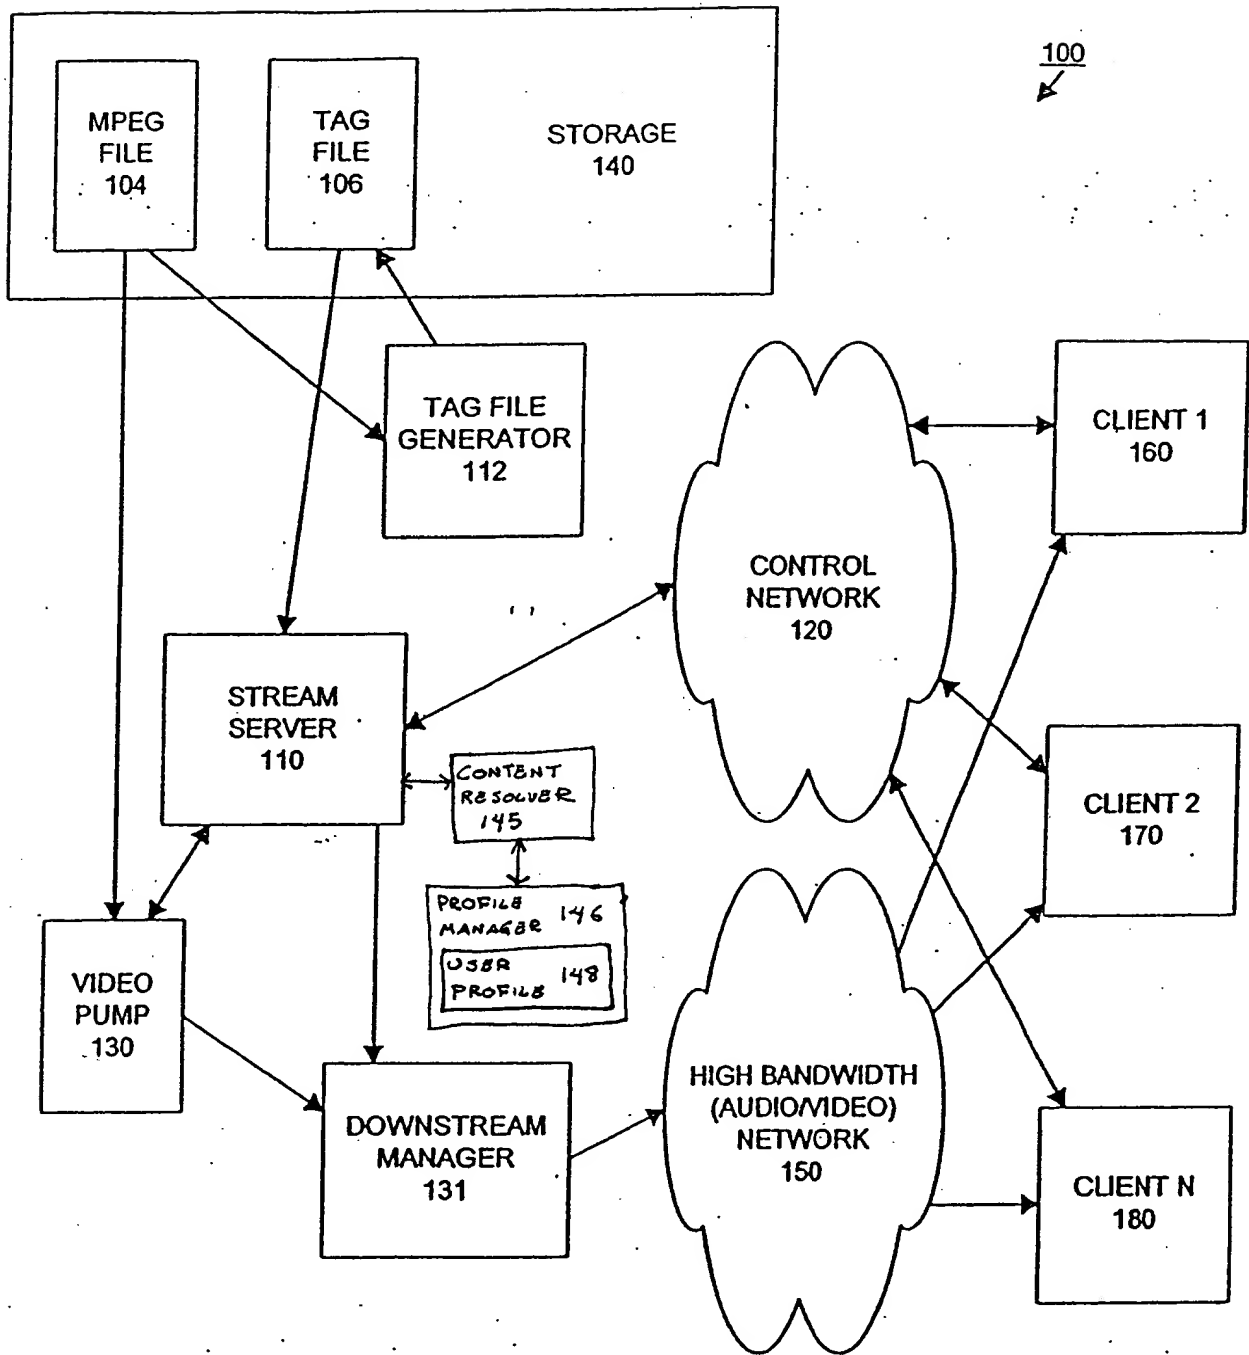 100
MPEG
FILE
104
TAG
FILE
106
STORAGE
140
TAG FILE
GENERATOR
112
CLIENT 1
160
CONTROL
NETWORK
120
STREAM
SERVER
110
CONTENT
RESOLVER
145
CLIENT 2
170
PROFILE
MANAGER 146
USER
PROFILE 148
VIDEO
PUMP
130
HIGH BANDWIDTH
(AUDIO/VIDEO)
NETWORK
150
DOWNSTREAM
MANAGER
131
CLIENT N
180